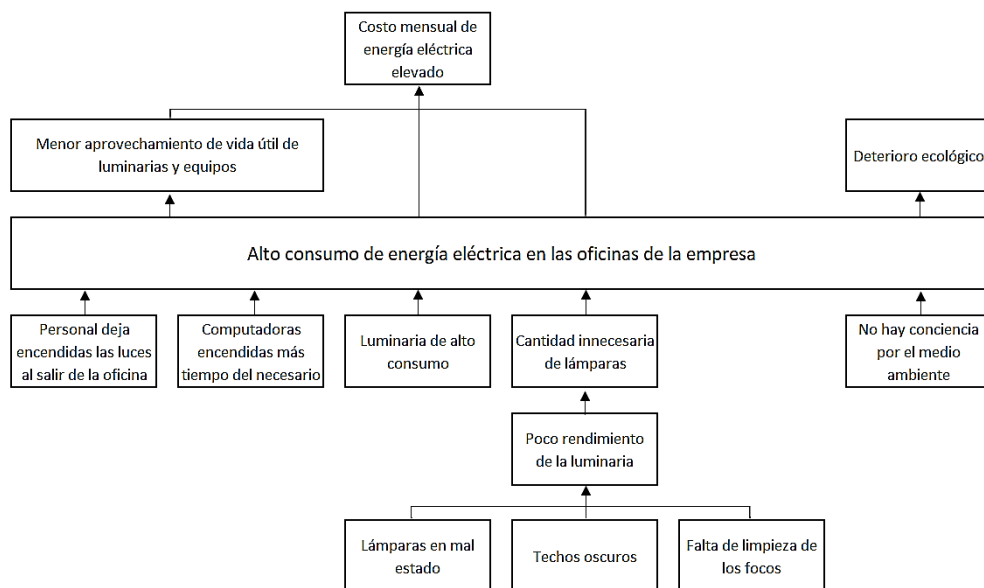 Costo mensual de
energía eléctrica
elevado
Menor aprovechamiento de vida útil de
luminarias y equipos
Deterioro ecológico
Alto consumo de energía eléctrica en las oficinas de la empresa
Personal deja
encendidas las luces
al salir de la oficina
Computadoras
encendidas más
tiempo del necesario
Luminaria de alto
consumo
Cantidad innecesaria
de lámparas
No hay conciencia
por el medio
ambiente
Poco rendimiento
de la luminaria
Lámparas en mal
estado
Techos oscuros
Falta de limpieza de
los focos